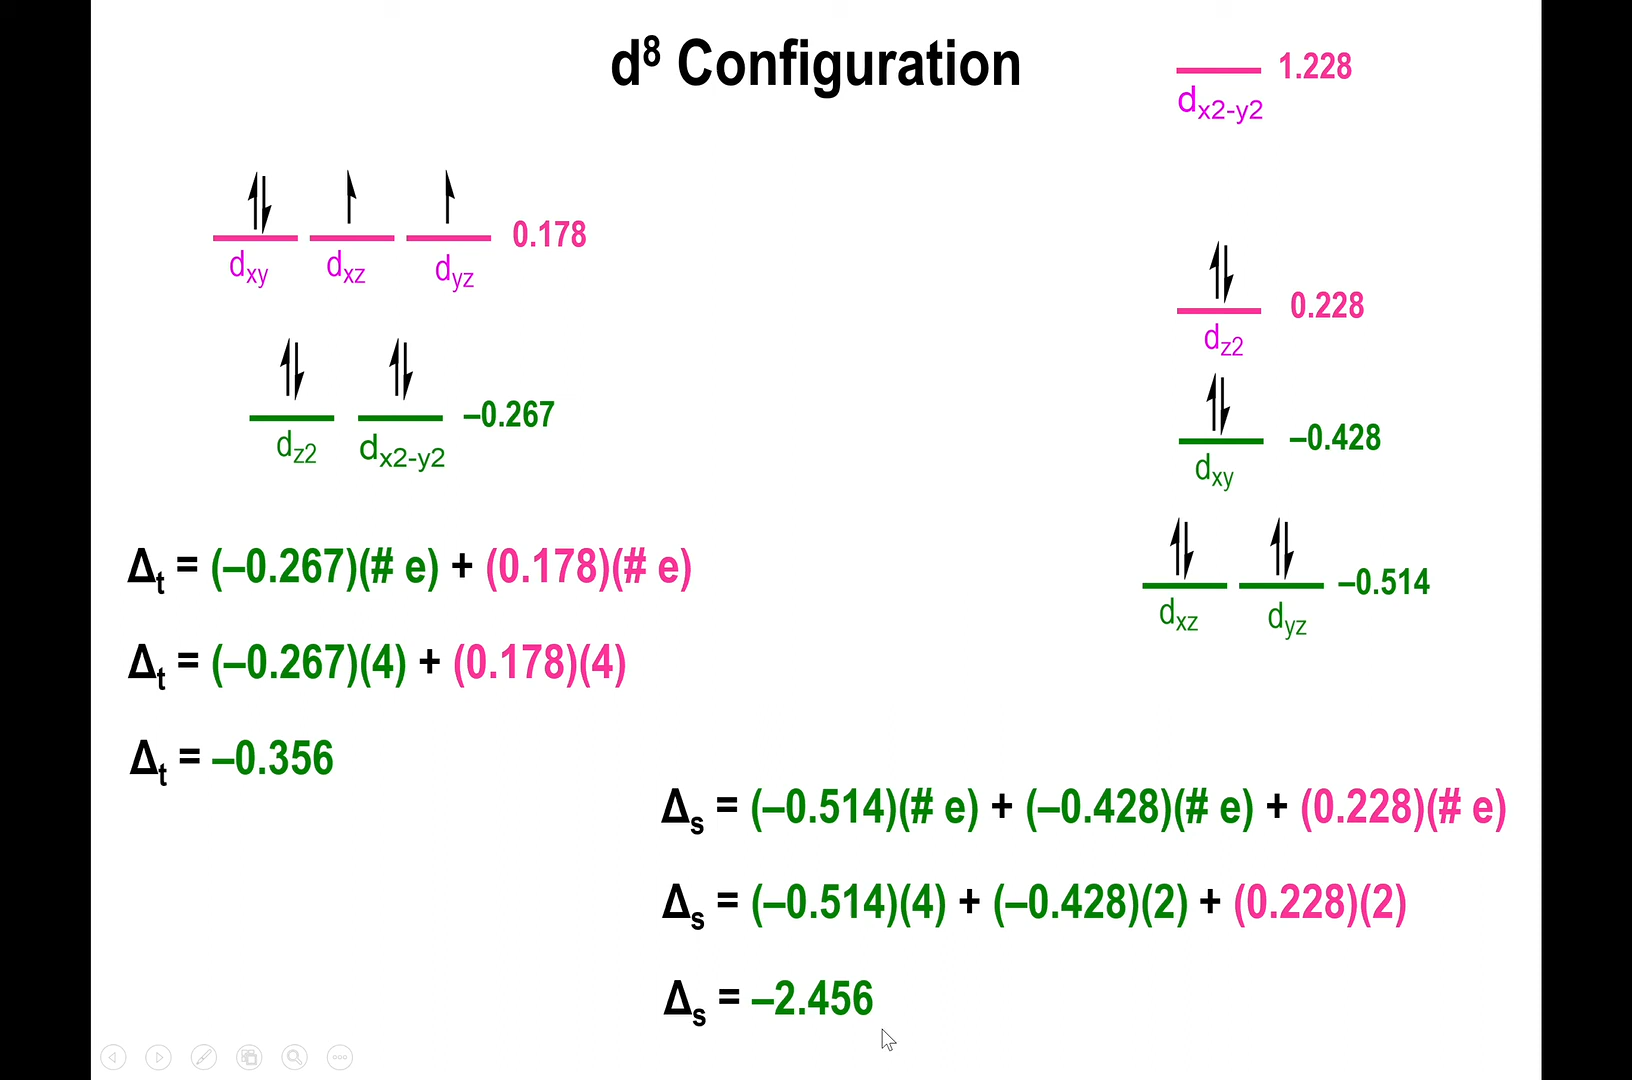 d⁸ Configuration
1.228
dx2-y2
0.178
dxy dxz dyz
0.228
dz2
–0.267
dz2 dx2-y2
–0.428
dxy
–0.514
dxz dyz
Δt = (–0.267)(# e) + (0.178)(# e)
Δt = (–0.267)(4) + (0.178)(4)
Δt = –0.356
Δs = (–0.514)(# e) + (–0.428)(# e) + (0.228)(# e)
Δs = (–0.514)(4) + (–0.428)(2) + (0.228)(2)
Δs = –2.456